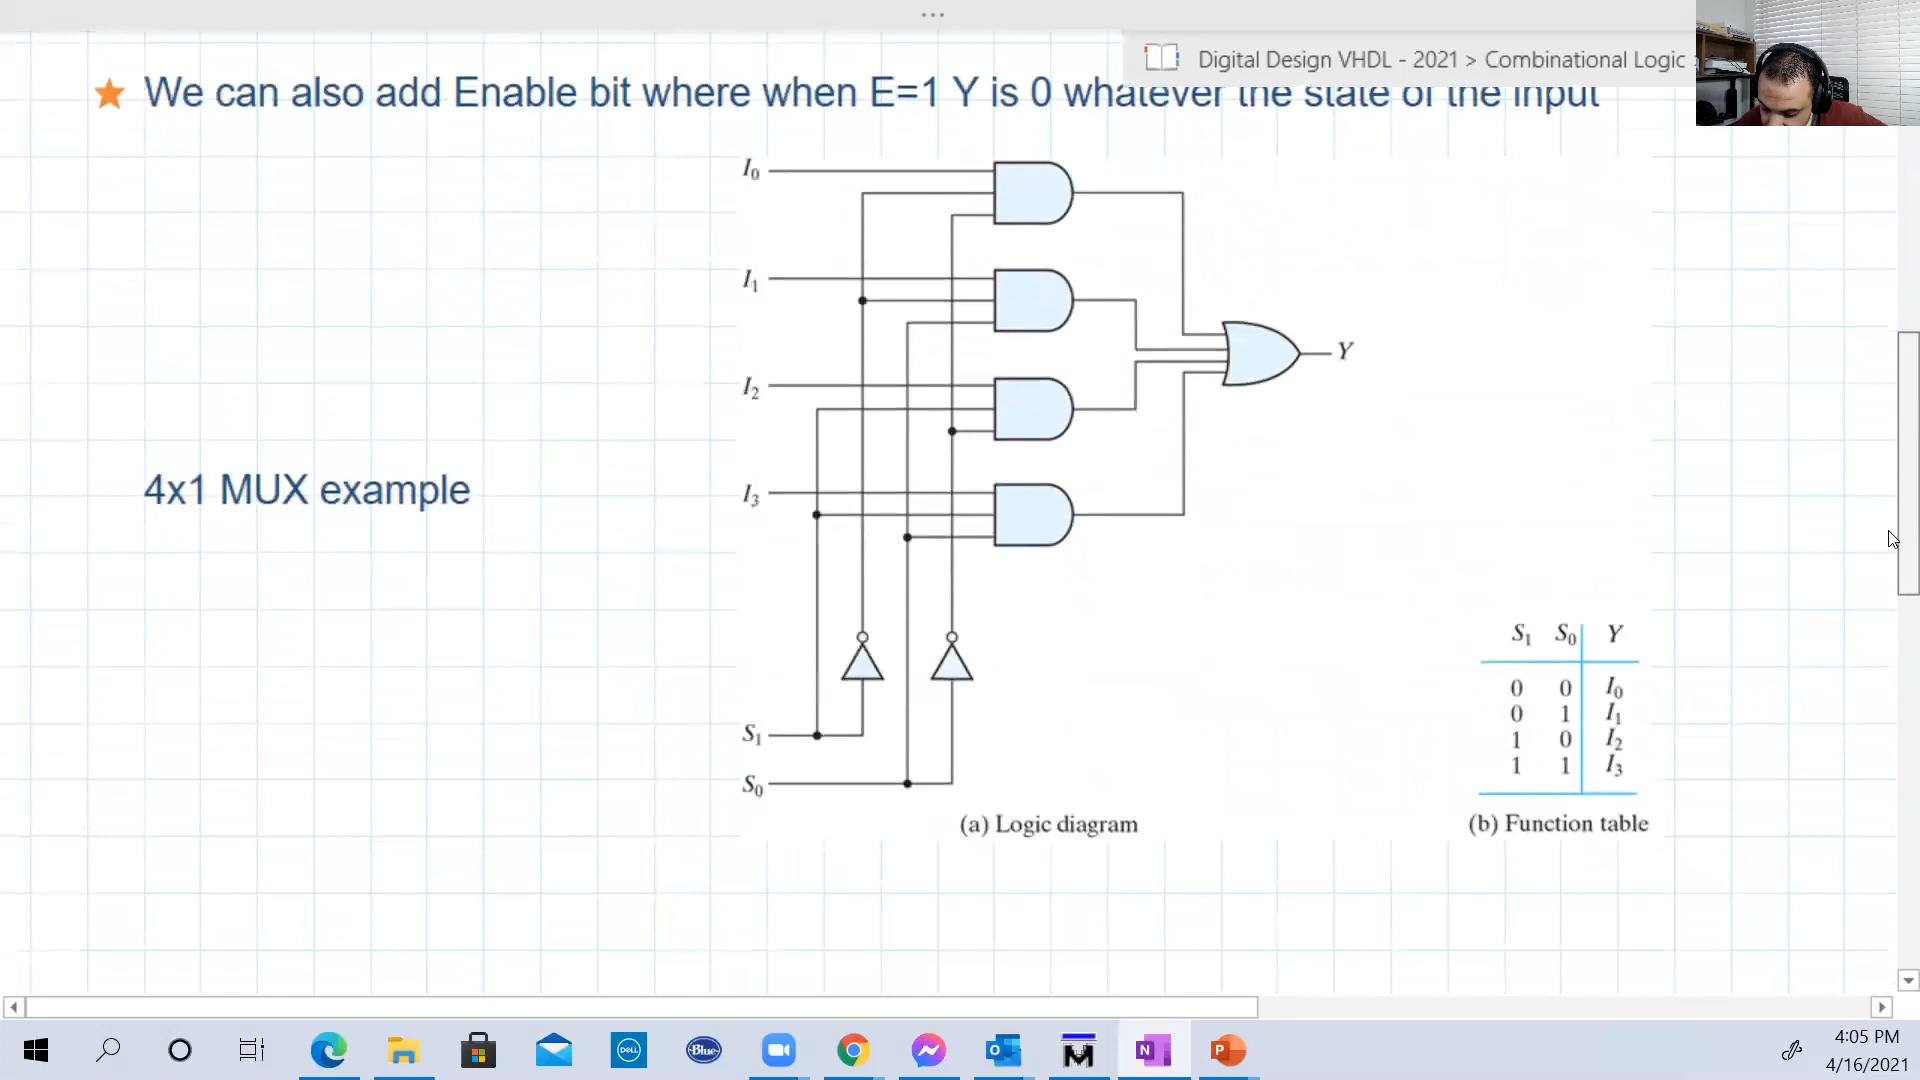 ...
Digital Design VHDL - 2021 > Combinational Logic
We can also add Enable bit where when E=1 Y is 0 whatever the state of the input
I0
I1
Y
I2
4x1 MUX example
I3
S1 S0 Y
0 0 I0
0 1 I1
1 0 I2
1 1 I3
S1
S0
(a) Logic diagram
(b) Function table
DELL
Blue
N
P
4:05 PM
4/16/2021